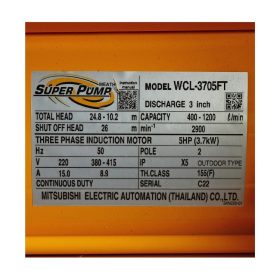 SUPER PUMP
Instruction manual
MODEL WCL-3705FT
DISCHARGE 3 inch
TOTAL HEAD 24.8 - 10.2 m CAPACITY 400 - 1200 ℓ/min
SHUT OFF HEAD 26 m min⁻¹ 2900
THREE PHASE INDUCTION MOTOR 5HP (3.7kW)
Hz 50 POLE 2
V 220 380-415 IP X5 OUTDOOR TYPE
A 15.0 8.9 TH.CLASS 155(F)
CONTINUOUS DUTY SERIAL C22
MITSUBISHI ELECTRIC AUTOMATION (THAILAND) CO.,LTD.